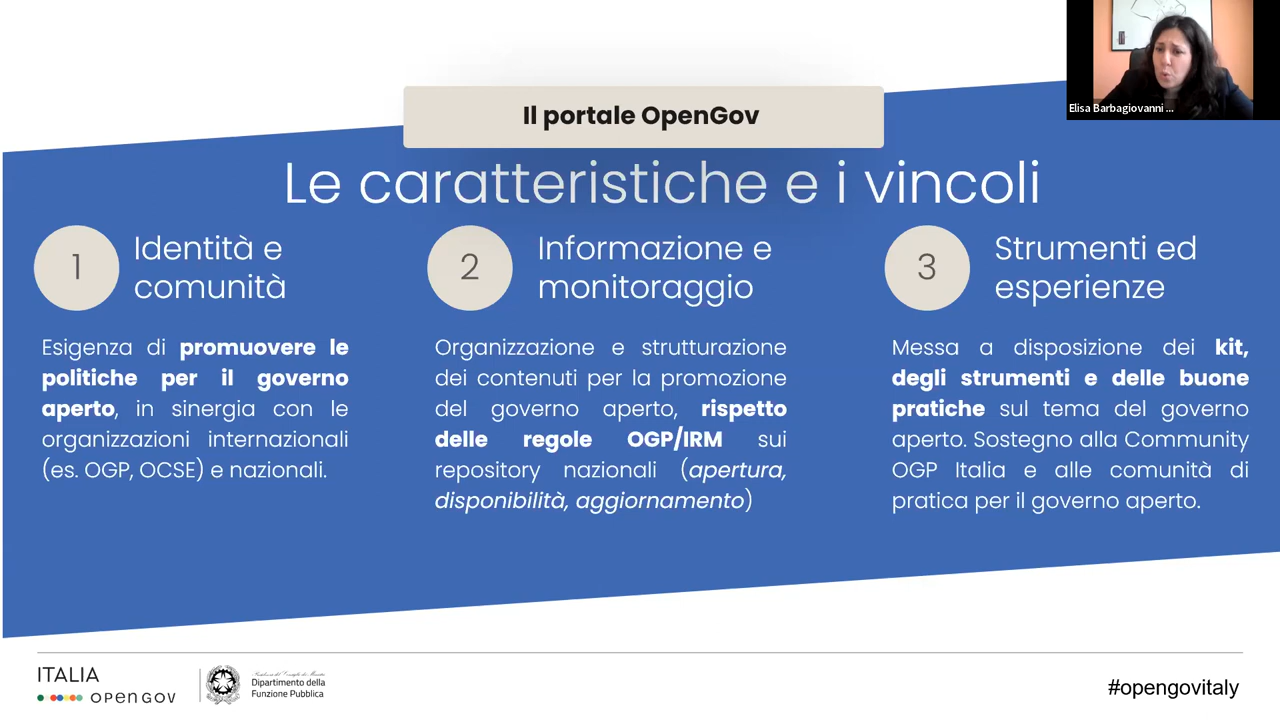 Elisa Barbagiovanni ...
Il portale OpenGov
Le caratteristiche e i vincoli
1
Identità e
comunità
Esigenza di promuovere le
politiche per il governo
aperto, in sinergia con le
organizzazioni internazionali
(es. OGP, OCSE) e nazionali.
2
Informazione e
monitoraggio
Organizzazione e strutturazione
dei contenuti per la promozione
del governo aperto, rispetto
delle regole OGP/IRM sui
repository nazionali (apertura,
disponibilità, aggiornamento)
3
Strumenti ed
esperienze
Messa a disposizione dei kit,
degli strumenti e delle buone
pratiche sul tema del governo
aperto. Sostegno alla Community
OGP Italia e alle comunità di
pratica per il governo aperto.
ITALIA
OPEN GOV
Dipartimento della
Funzione Pubblica
#opengovitaly